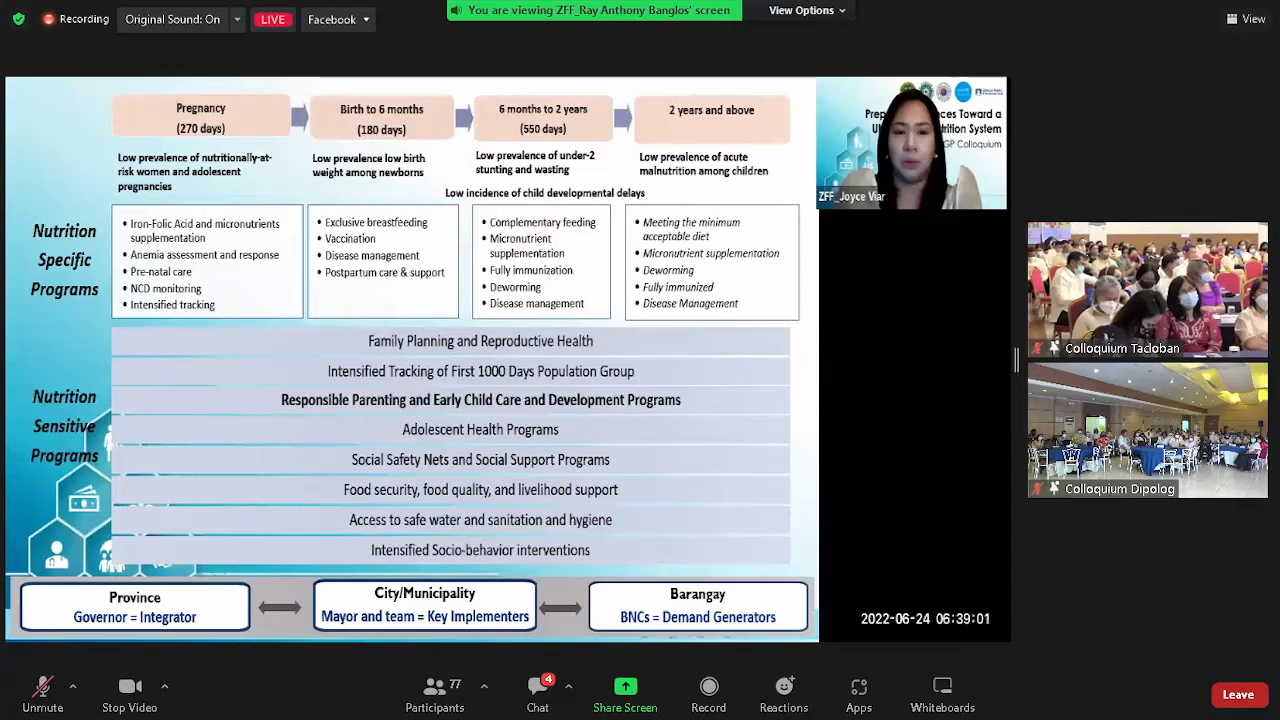 Recording
Original Sound: On
LIVE
Facebook
You are viewing ZFF_Ray Anthony Banglos' screen
View Options
View
Pregnancy
(270 days)
Birth to 6 months
(180 days)
6 months to 2 years
(550 days)
2 years and above
Low prevalence of nutritionally-at-
risk women and adolescent
pregnancies
Low prevalence low birth
weight among newborns
Low prevalence of under-2
stunting and wasting
Low prevalence of acute
malnutrition among children
Low incidence of child developmental delays
Nutrition
Specific
Programs
• Iron-Folic Acid and micronutrients
supplementation
• Anemia assessment and response
• Pre-natal care
• NCD monitoring
• Intensified tracking
• Exclusive breastfeeding
• Vaccination
• Disease management
• Postpartum care & support
• Complementary feeding
• Micronutrient
supplementation
• Fully immunization
• Deworming
• Disease management
• Meeting the minimum
acceptable diet
• Micronutrient supplementation
• Deworming
• Fully immunized
• Disease Management
Nutrition
Sensitive
Programs
Family Planning and Reproductive Health
Intensified Tracking of First 1000 Days Population Group
Responsible Parenting and Early Child Care and Development Programs
Adolescent Health Programs
Social Safety Nets and Social Support Programs
Food security, food quality, and livelihood support
Access to safe water and sanitation and hygiene
Intensified Socio-behavior interventions
Province
Governor = Integrator
City/Municipality
Mayor and team = Key Implementers
Barangay
BNCs = Demand Generators
Toward a
System
Colloquium
ZFF_Joyce Viar
Colloquium Tacloban
Colloquium Dipolog
2022-06-24 06:39:01
Unmute
Stop Video
77
Participants
4
Chat
Share Screen
Record
Reactions
Apps
Whiteboards
Leave